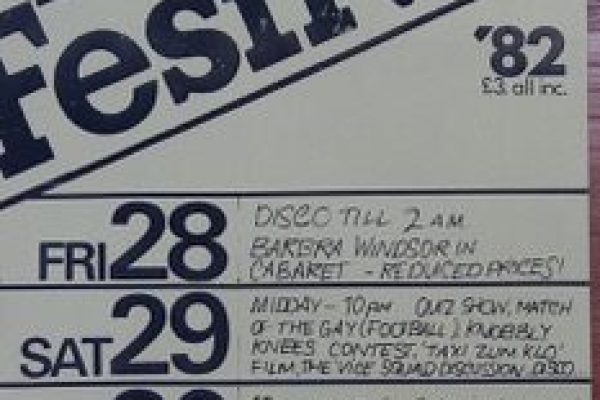 festiv
'82
£3. all inc.
FRI 28
DISCO TILL 2 AM
BARBRA WINDSOR IN
CABARET - REDUCED PRICES!
SAT 29
MIDDAY - 10PM QUIZ SHOW, MATCH
OF THE GAY (FOOTBALL) KNOBBLY
KNEES CONTEST, 'TAXI ZUM KLO'
FILM, THE VICE SQUAD DISCUSSION DISCO